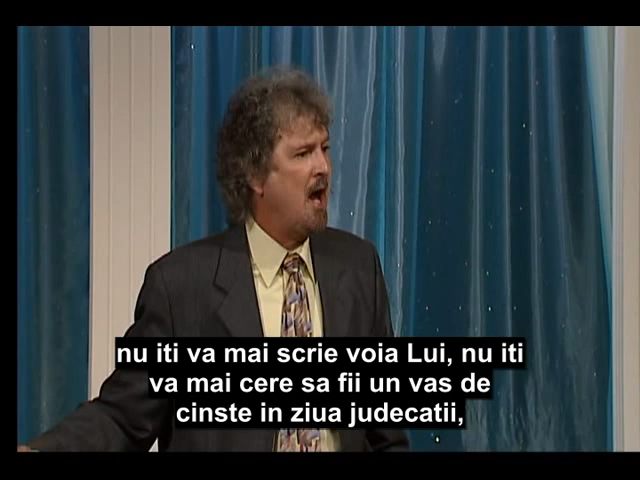 nu iti va mai scrie voia Lui, nu iti
va mai cere sa fii un vas de
cinste in ziua judecatii,